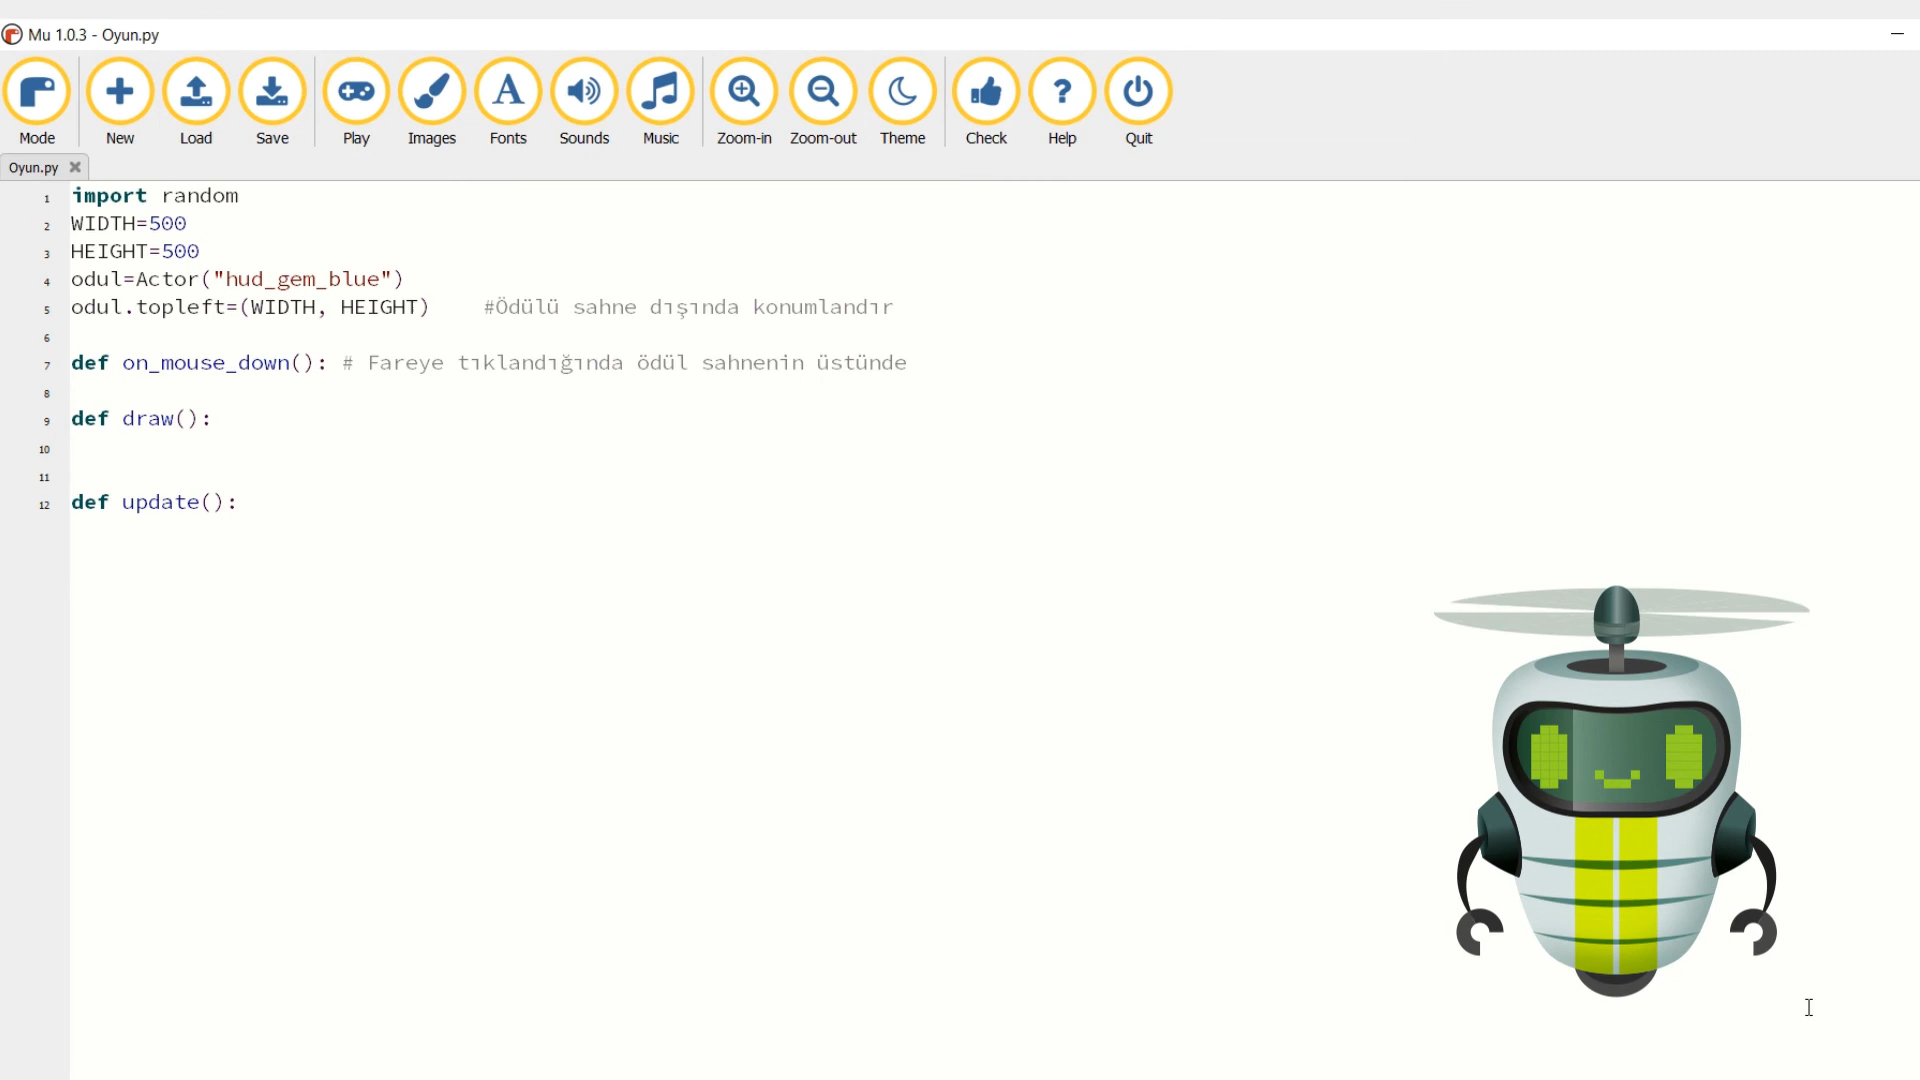 Mu 1.0.3 - Oyun.py
Mode New Load Save Play Images Fonts Sounds Music Zoom-in Zoom-out Theme Check Help Quit
Oyun.py
1 import random
2 WIDTH=500
3 HEIGHT=500
4 odul=Actor("hud_gem_blue")
5 odul.topleft=(WIDTH, HEIGHT) #Ödülü sahne dışında konumlandır
6
7 def on_mouse_down(): # Fareye tıklandığında ödül sahnenin üstünde
8
9 def draw():
10
11
12 def update():